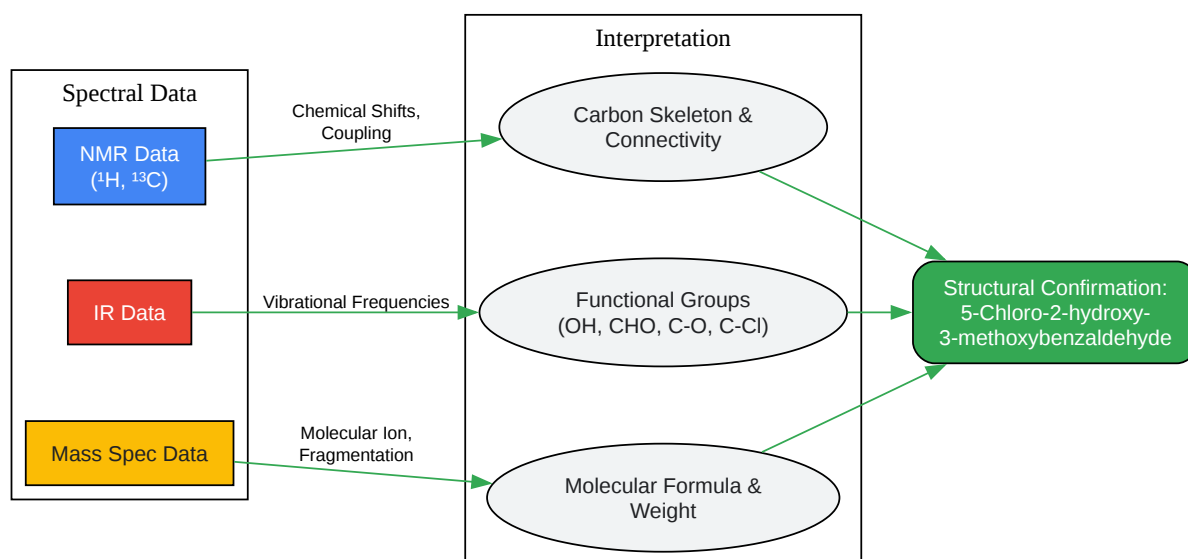 Spectral Data
NMR Data
(¹H, ¹³C)
IR Data
Mass Spec Data
Chemical Shifts,
Coupling
Vibrational Frequencies
Molecular Ion,
Fragmentation
Interpretation
Carbon Skeleton &
Connectivity
Functional Groups
(OH, CHO, C-O, C-Cl)
Molecular Formula &
Weight
Structural Confirmation:
5-Chloro-2-hydroxy-
3-methoxybenzaldehyde